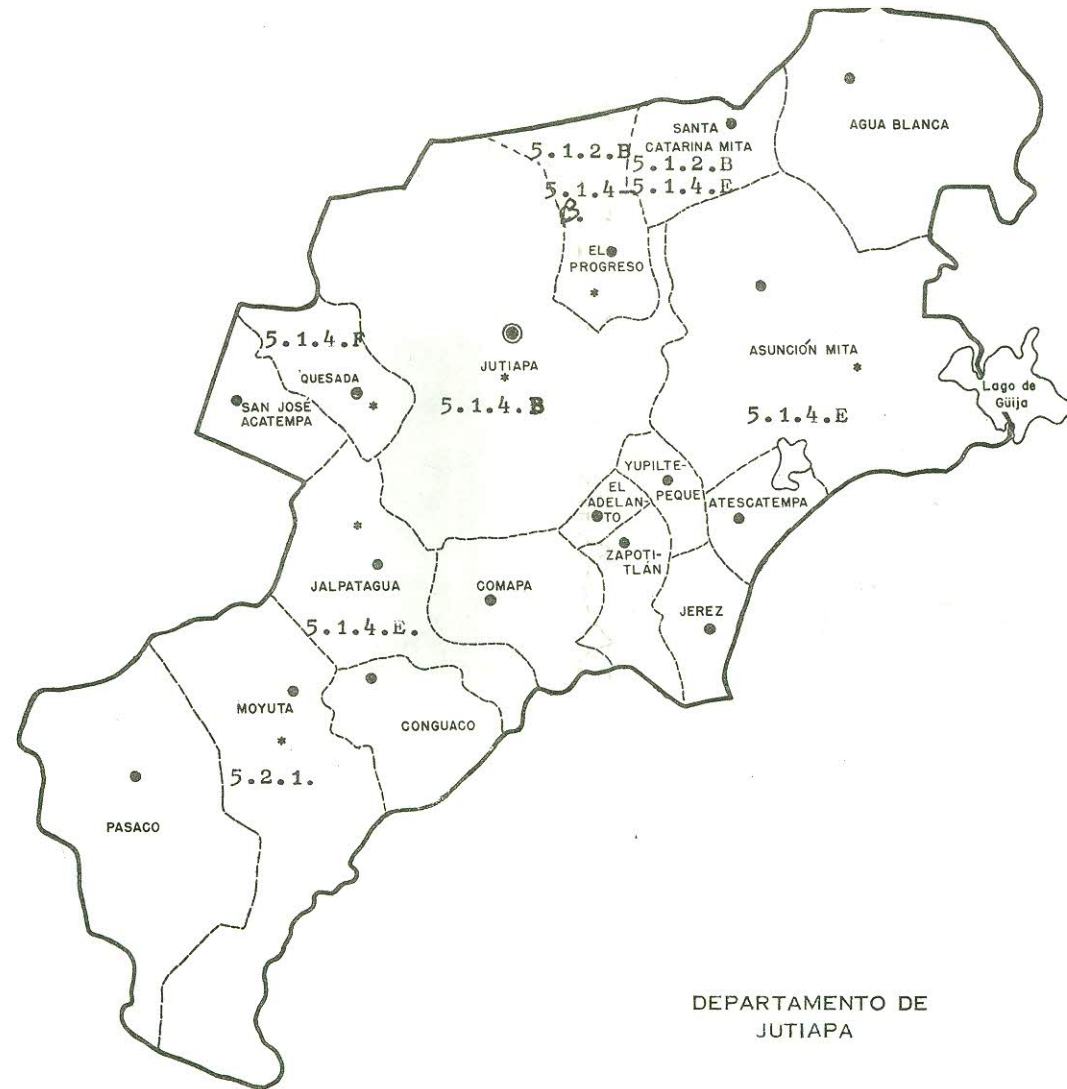 AGUA BLANCA
SANTA
CATARINA MITA
5.1.2.B
5.1.4.E
5.1.2.B
5.1.4
B.
EL
PROGRESO
*
ASUNCIÓN MITA
*
5.1.4.E
Lago de
Güija
JUTIAPA
*
5.1.4.B
5.1.4.F
QUESADA
*
SAN JOSÉ
ACATEMPA
YUPILTE-
PEQUE
EL
ADELAN-
TO
ATESCATEMPA
ZAPOTI-
TLÁN
JEREZ
COMAPA
*
JALPATAGUA
5.1.4.E.
CONGUACO
MOYUTA
*
5.2.1.
PASACO
DEPARTAMENTO DE
JUTIAPA